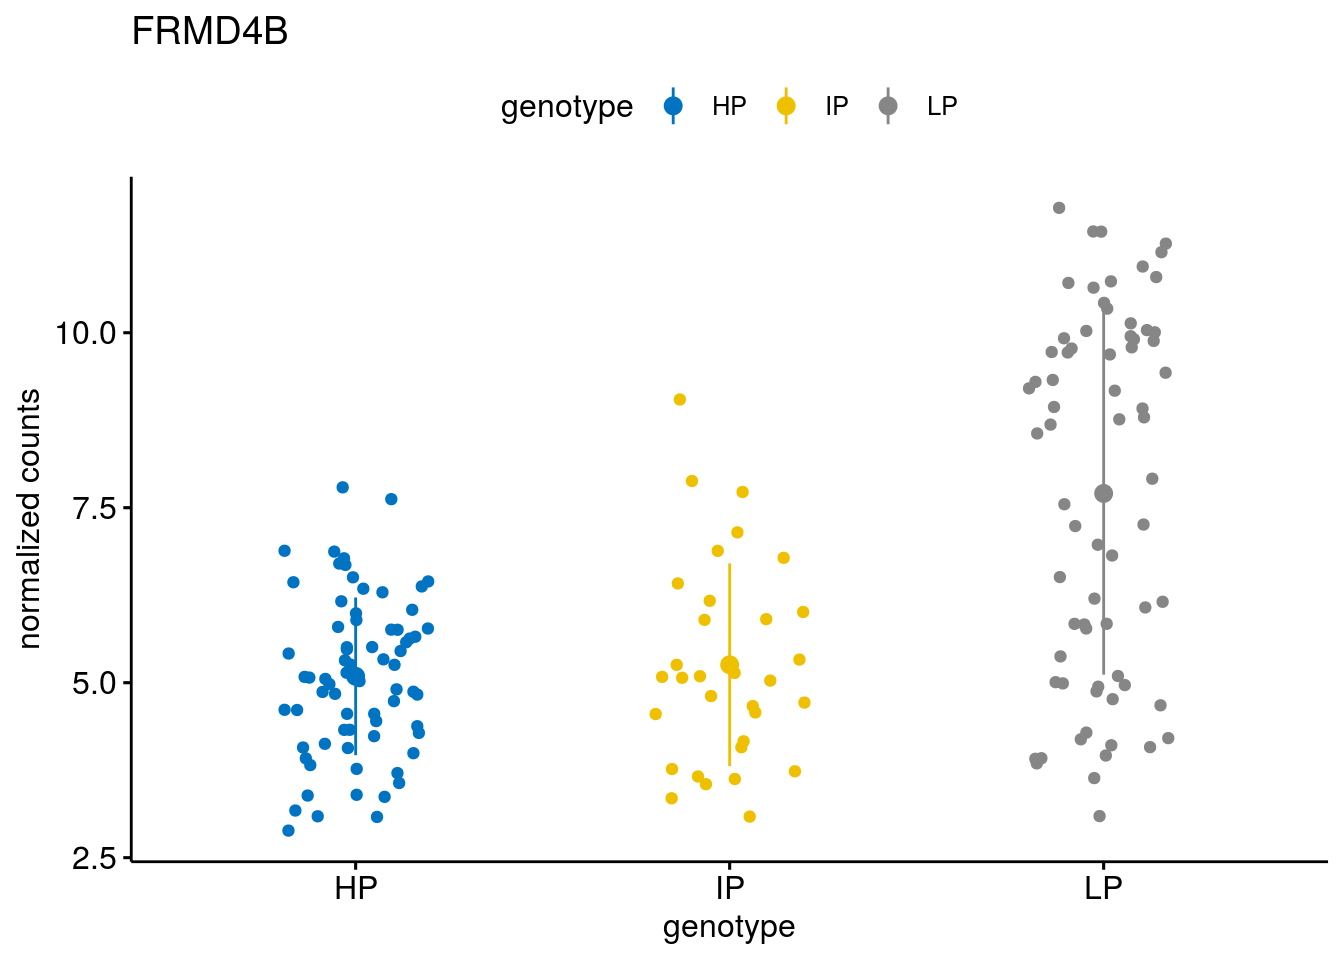 FRMD4B
genotype HP IP LP
10.0
7.5
5.0
2.5
normalized counts
HP IP LP
genotype